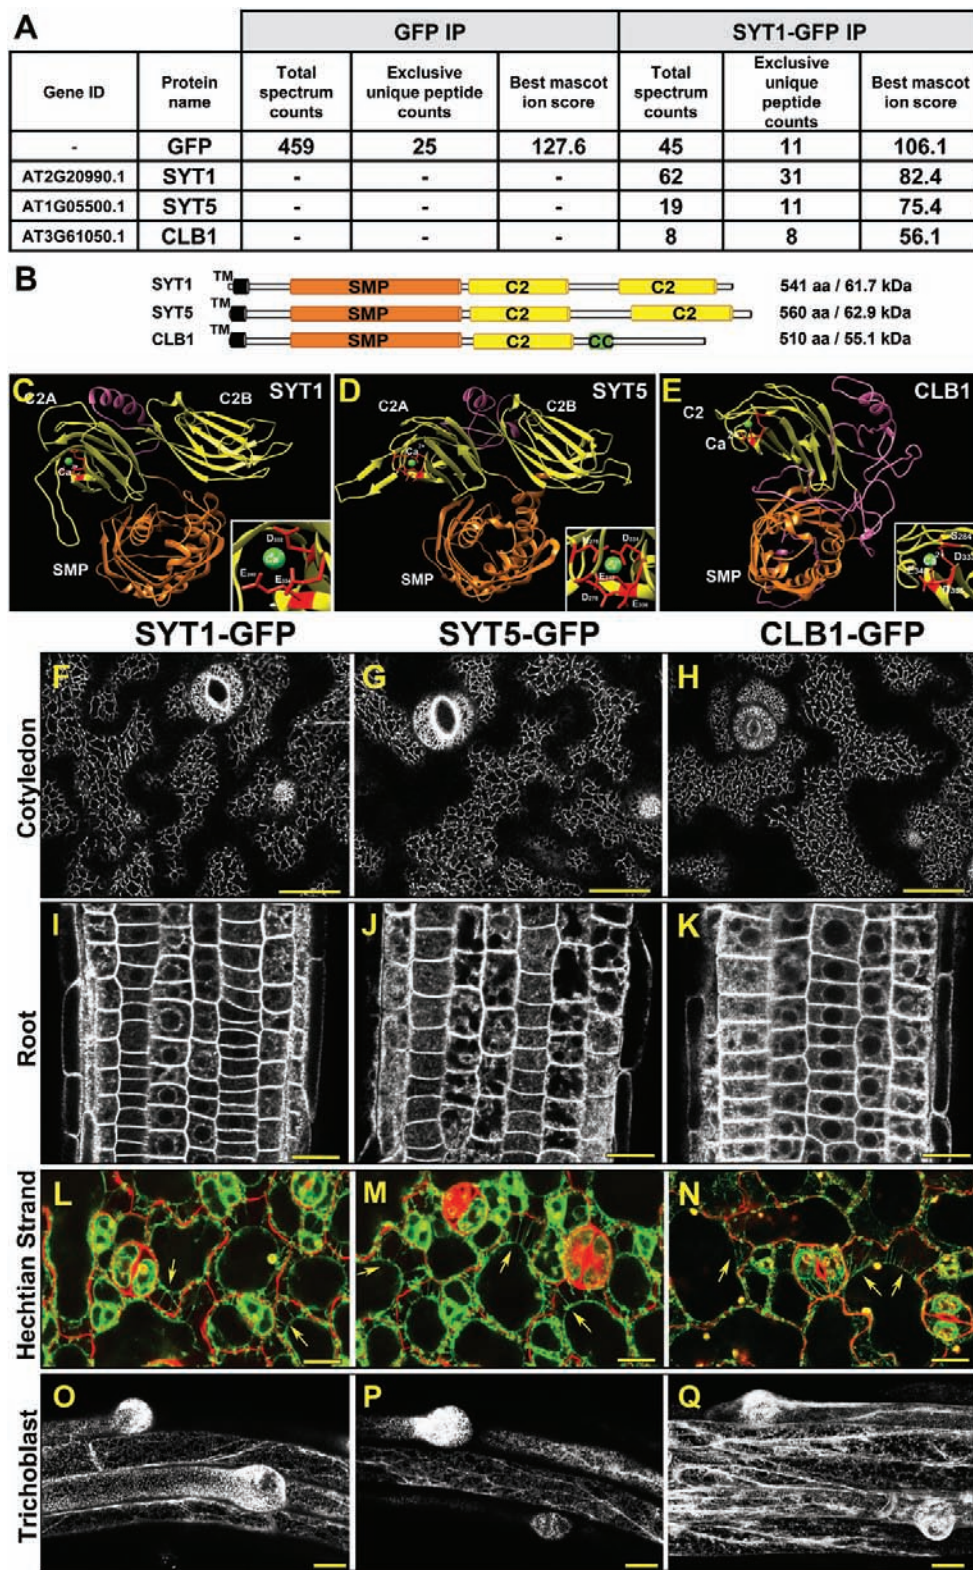 A
GFP IP
SYT1-GFP IP
Gene ID
Protein name
Total spectrum counts
Exclusive unique peptide counts
Best mascot ion score
Total spectrum counts
Exclusive unique peptide counts
Best mascot ion score
- GFP 459 25 127.6 45 11 106.1
AT2G20990.1 SYT1 - - - 62 31 82.4
AT1G05500.1 SYT5 - - - 19 11 75.4
AT3G61050.1 CLB1 - - - 8 8 56.1
B
SYT1 TM SMP C2 C2 541 aa / 61.7 kDa
SYT5 TM SMP C2 C2 560 aa / 62.9 kDa
CLB1 TM SMP C2 CC 510 aa / 55.1 kDa
C SYT1
C2A C2B
Ca
SMP
D SYT5
C2A C2B
Ca
SMP
E CLB1
C2
Ca
SMP
S284
SYT1-GFP SYT5-GFP CLB1-GFP
Cotyledon
F G H
Root
I J K
Hechtian Strand
L M N
Trichoblast
O P Q